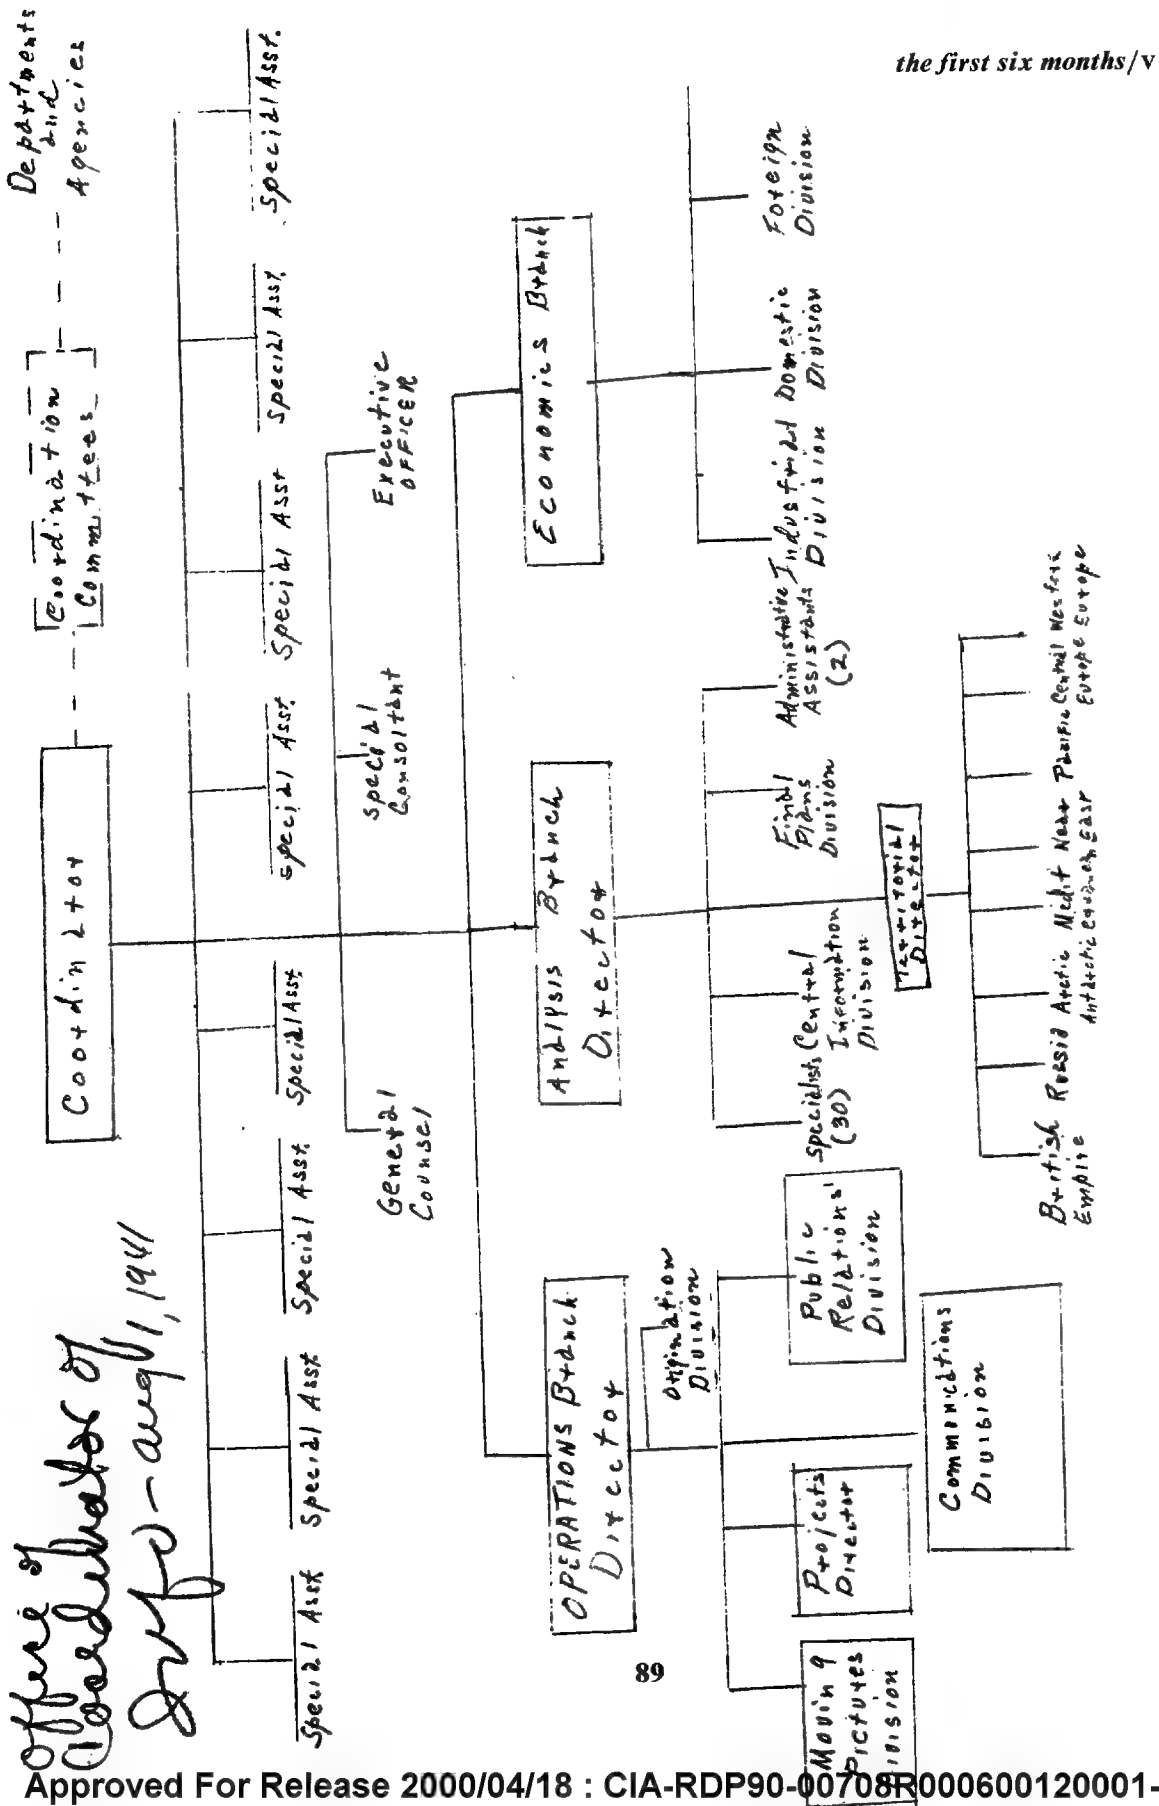 the first six months/v
Office of
Coordinator of
Info - Aug 1, 1941
Coordinator
Coordination
Committees
Departments
and
Agencies
Special Asst
Special Asst
Special Asst
Special Asst
Special Asst
Special Asst
Special Asst
Special Asst.
Special Asst.
General
Counsel
Special
Consoltant
Executive
OFFICER
OPERATIONS Branch
Director
Analysis Branch
Director
Economics Branch
Origination
Division
Moving
Pictures
Division
Projects
Director
Communications
Division
Public
Relations'
Division
Specialists
(30)
Central
Information
Division
Final
Plans
Division
Administrative
Assistants
(2)
Territorial
Director
British
Empire
Russia
Arctic
Antarctic
Medit
Near
East
Pacific
Central
Europe
Western
Europe
Industrial
Division
Domestic
Division
Foreign
Division
89
Approved For Release 2000/04/18 : CIA-RDP90-00708R000600120001-